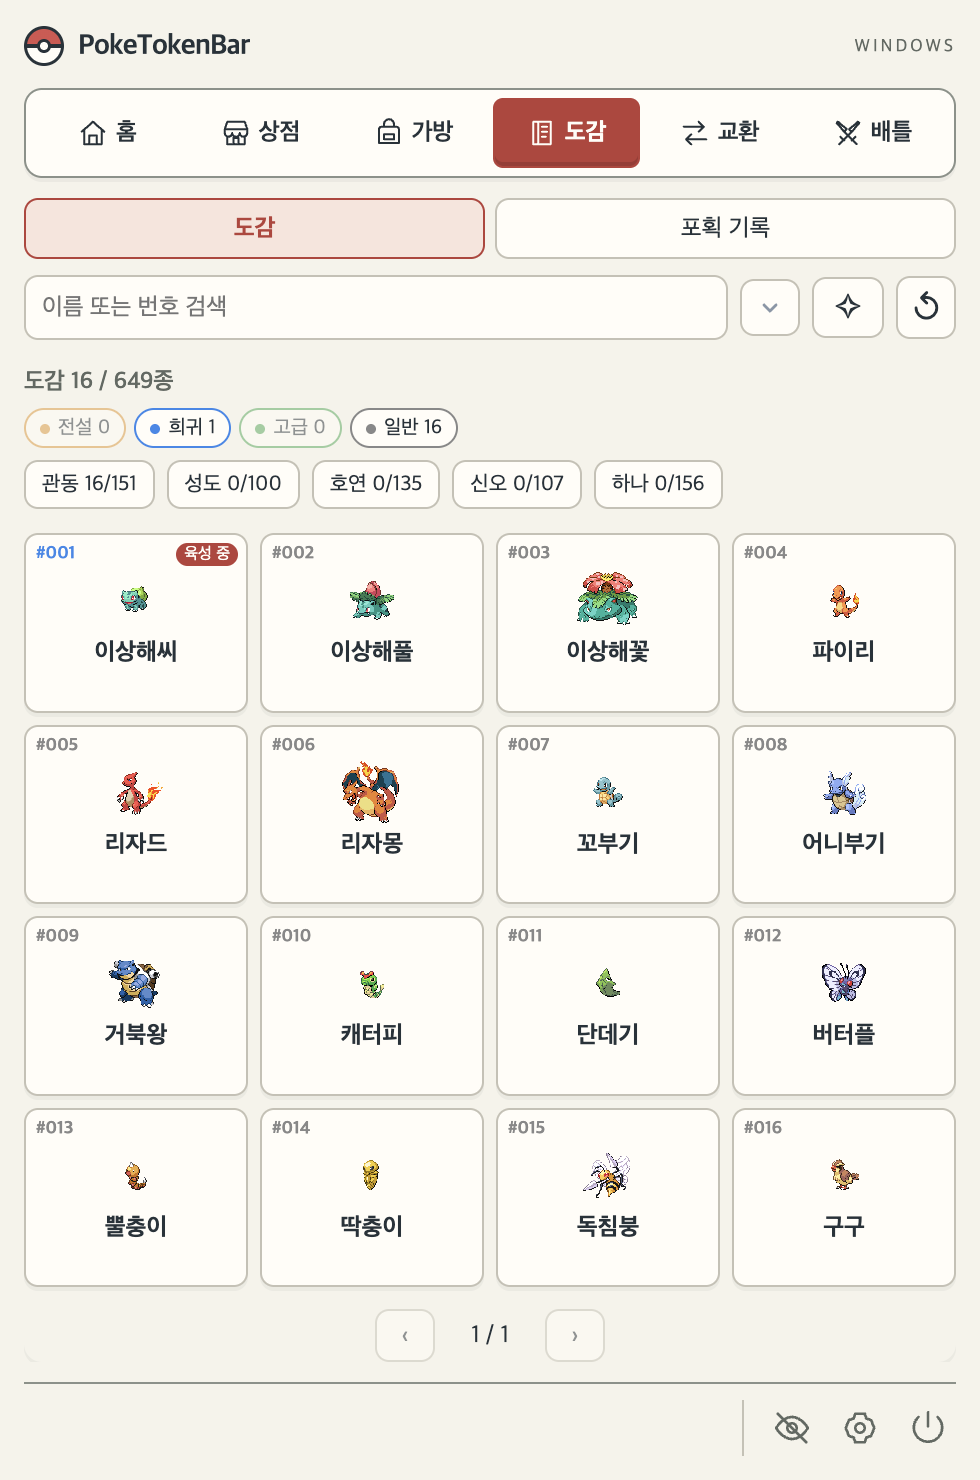 PokeTokenBar
WINDOWS
홈 상점 가방 도감 교환 배틀
도감 포획 기록
이름 또는 번호 검색
도감 16 / 649종
전설 0 희귀 1 고급 0 일반 16
관동 16/151 성도 0/100 호연 0/135 신오 0/107 하나 0/156
#001 육성 중 #002 #003 #004
이상해씨 이상해풀 이상해꽃 파이리
#005 #006 #007 #008
리자드 리자몽 꼬부기 어니부기
#009 #010 #011 #012
거북왕 캐터피 단데기 버터플
#013 #014 #015 #016
뿔충이 딱충이 독침붕 구구
‹ 1 / 1 ›